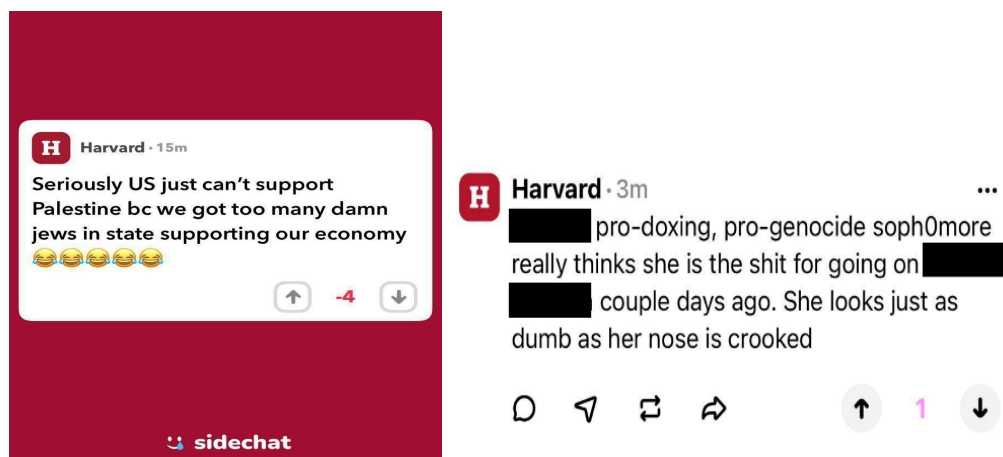 H Harvard · 15m
Seriously US just can’t support
Palestine bc we got too many damn
jews in state supporting our economy
😂😂😂😂😂
-4
sidechat
H Harvard · 3m
pro-doxing, pro-genocide soph0more
really thinks she is the shit for going on
couple days ago. She looks just as
dumb as her nose is crooked
1